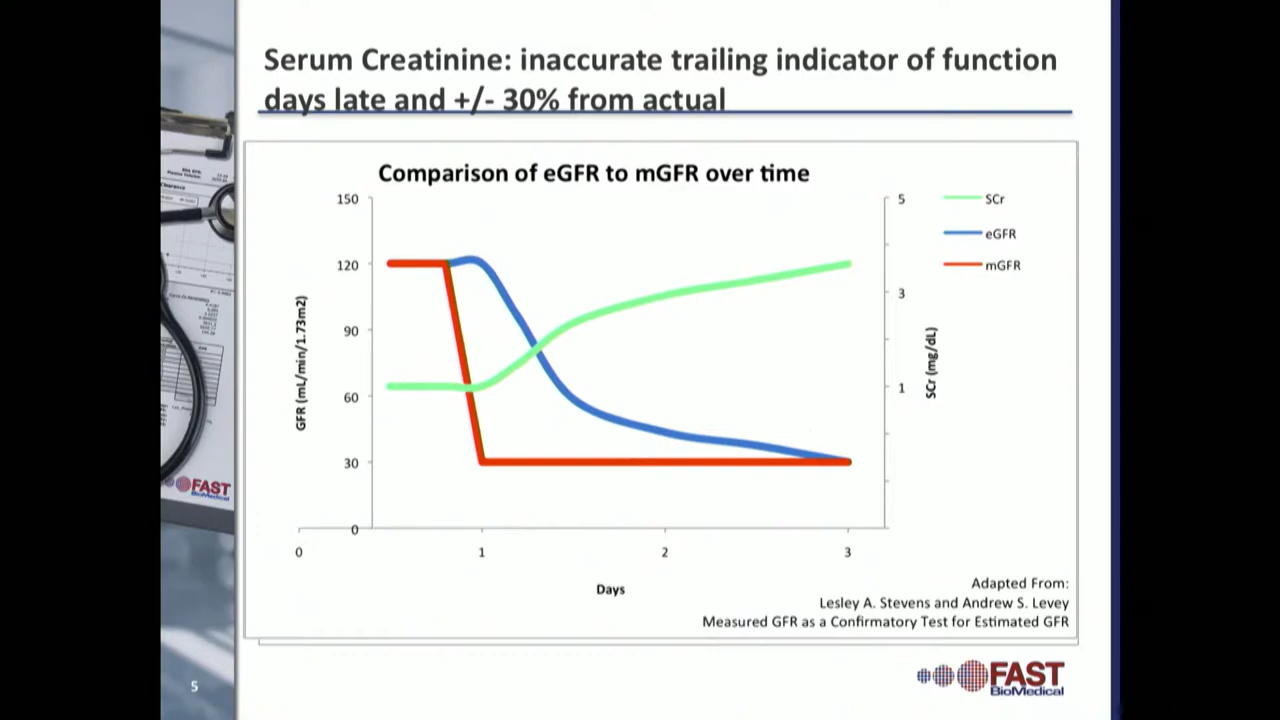 Serum Creatinine: inaccurate trailing indicator of function
days late and +/- 30% from actual
Comparison of eGFR to mGFR over time
150
120
90
60
30
0
GFR (mL/min/1.73m2)
5
3
1
SCr (mg/dL)
SCr
eGFR
mGFR
0
1
2
3
Days
Adapted From:
Lesley A. Stevens and Andrew S. Levey
Measured GFR as a Confirmatory Test for Estimated GFR
Clearance
FAST
BioMedical
5
FAST
BioMedical